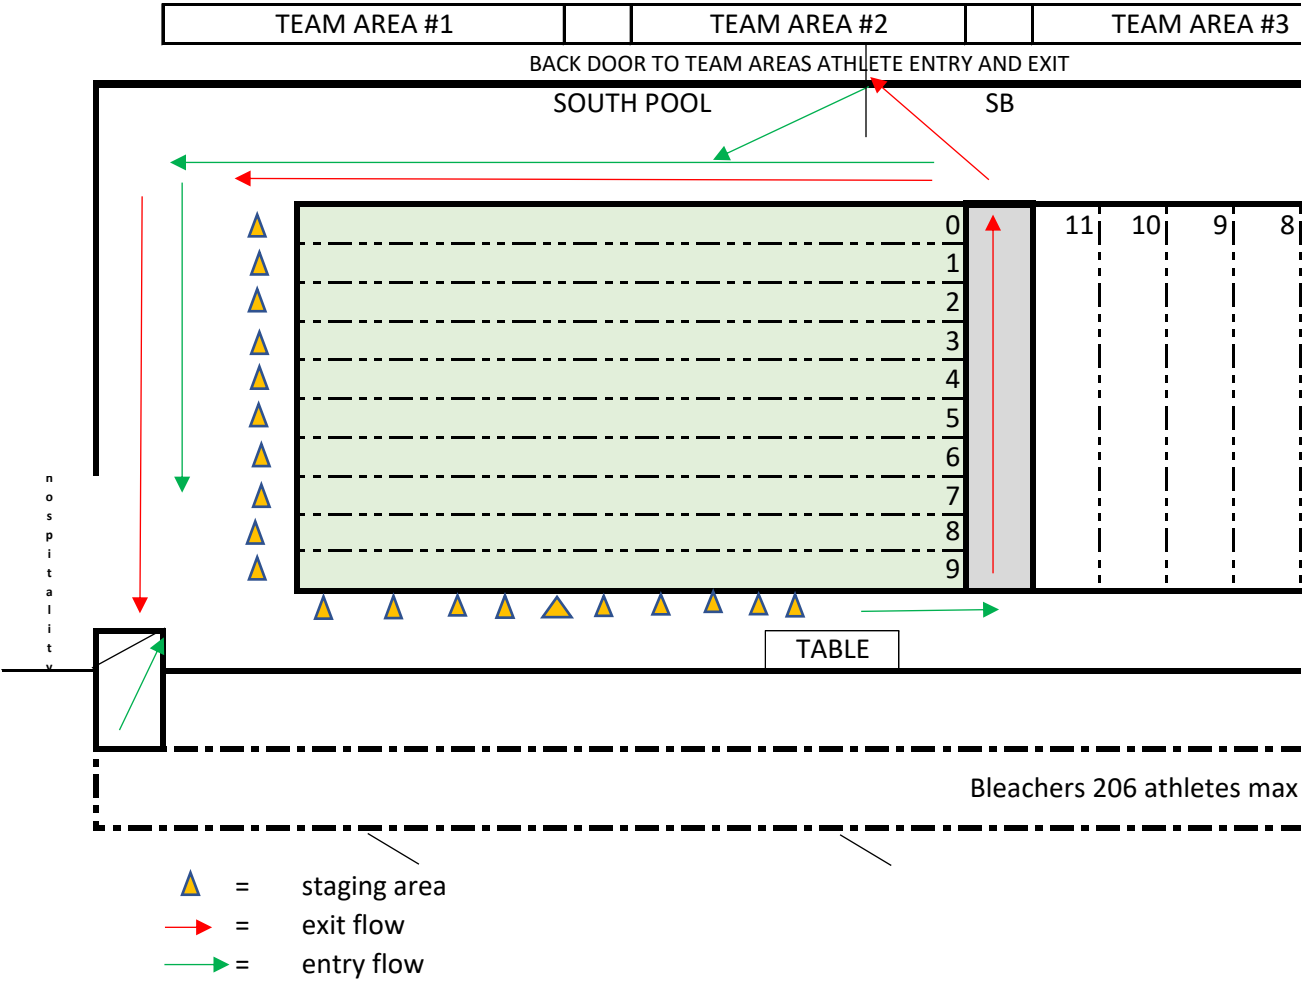 TEAM AREA #1 TEAM AREA #2 TEAM AREA #3
BACK DOOR TO TEAM AREAS ATHLETE ENTRY AND EXIT
SOUTH POOL SB
0 11 10 9 8
1
2
3
4
5
6
7
8
9
nospitality
TABLE
Bleachers 206 athletes max
= staging area
= exit flow
= entry flow